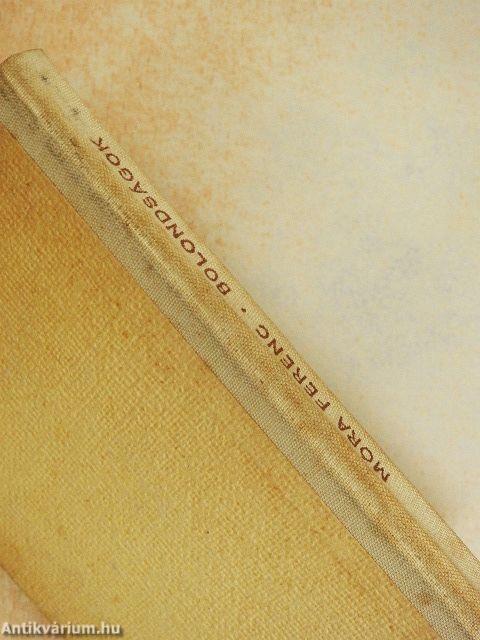 MÓRA FERENC · BOLONDSÁGOK
Antikvárium.hu